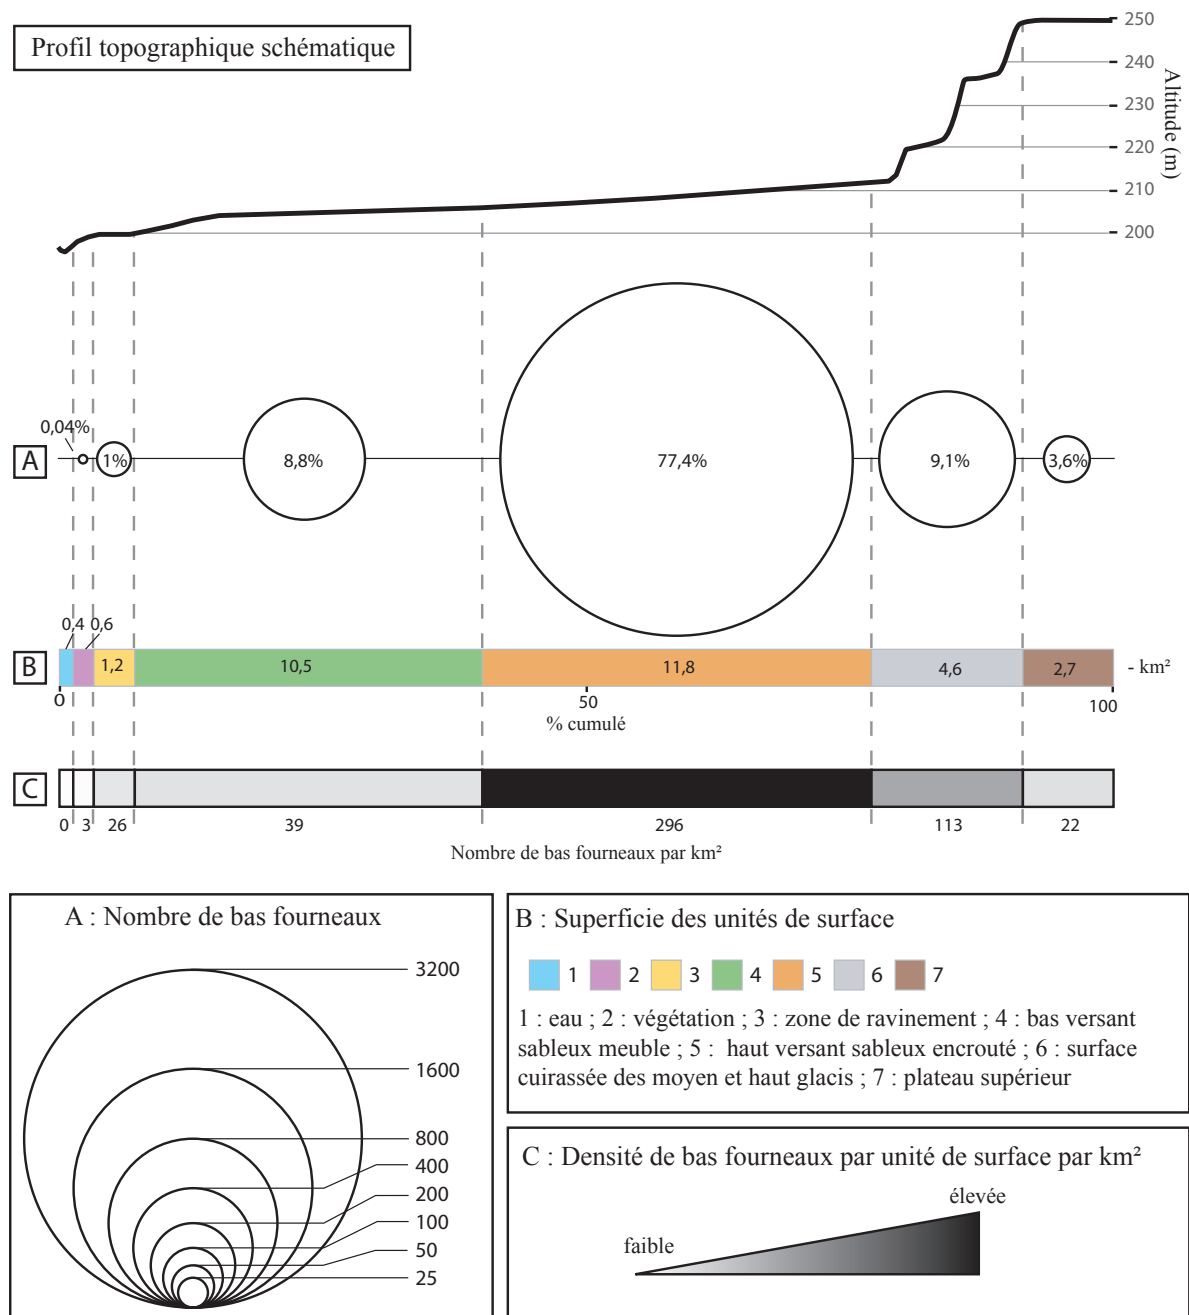 Profil topographique schématique
250
240
230
220
210
200
Altitude (m)
0,04%
A
1%
8,8%
77,4%
9,1%
3,6%
0,4
0,6
B
1,2
10,5
11,8
4,6
2,7
- km²
0
50
100
% cumulé
C
0
3
26
39
296
113
22
Nombre de bas fourneaux par km²
A : Nombre de bas fourneaux
3200
1600
800
400
200
100
50
25
B : Superficie des unités de surface
1 2 3 4 5 6 7
1 : eau ; 2 : végétation ; 3 : zone de ravinement ; 4 : bas versant
sableux meuble ; 5 : haut versant sableux encrouté ; 6 : surface
cuirassée des moyen et haut glacis ; 7 : plateau supérieur
C : Densité de bas fourneaux par unité de surface par km²
élevée
faible